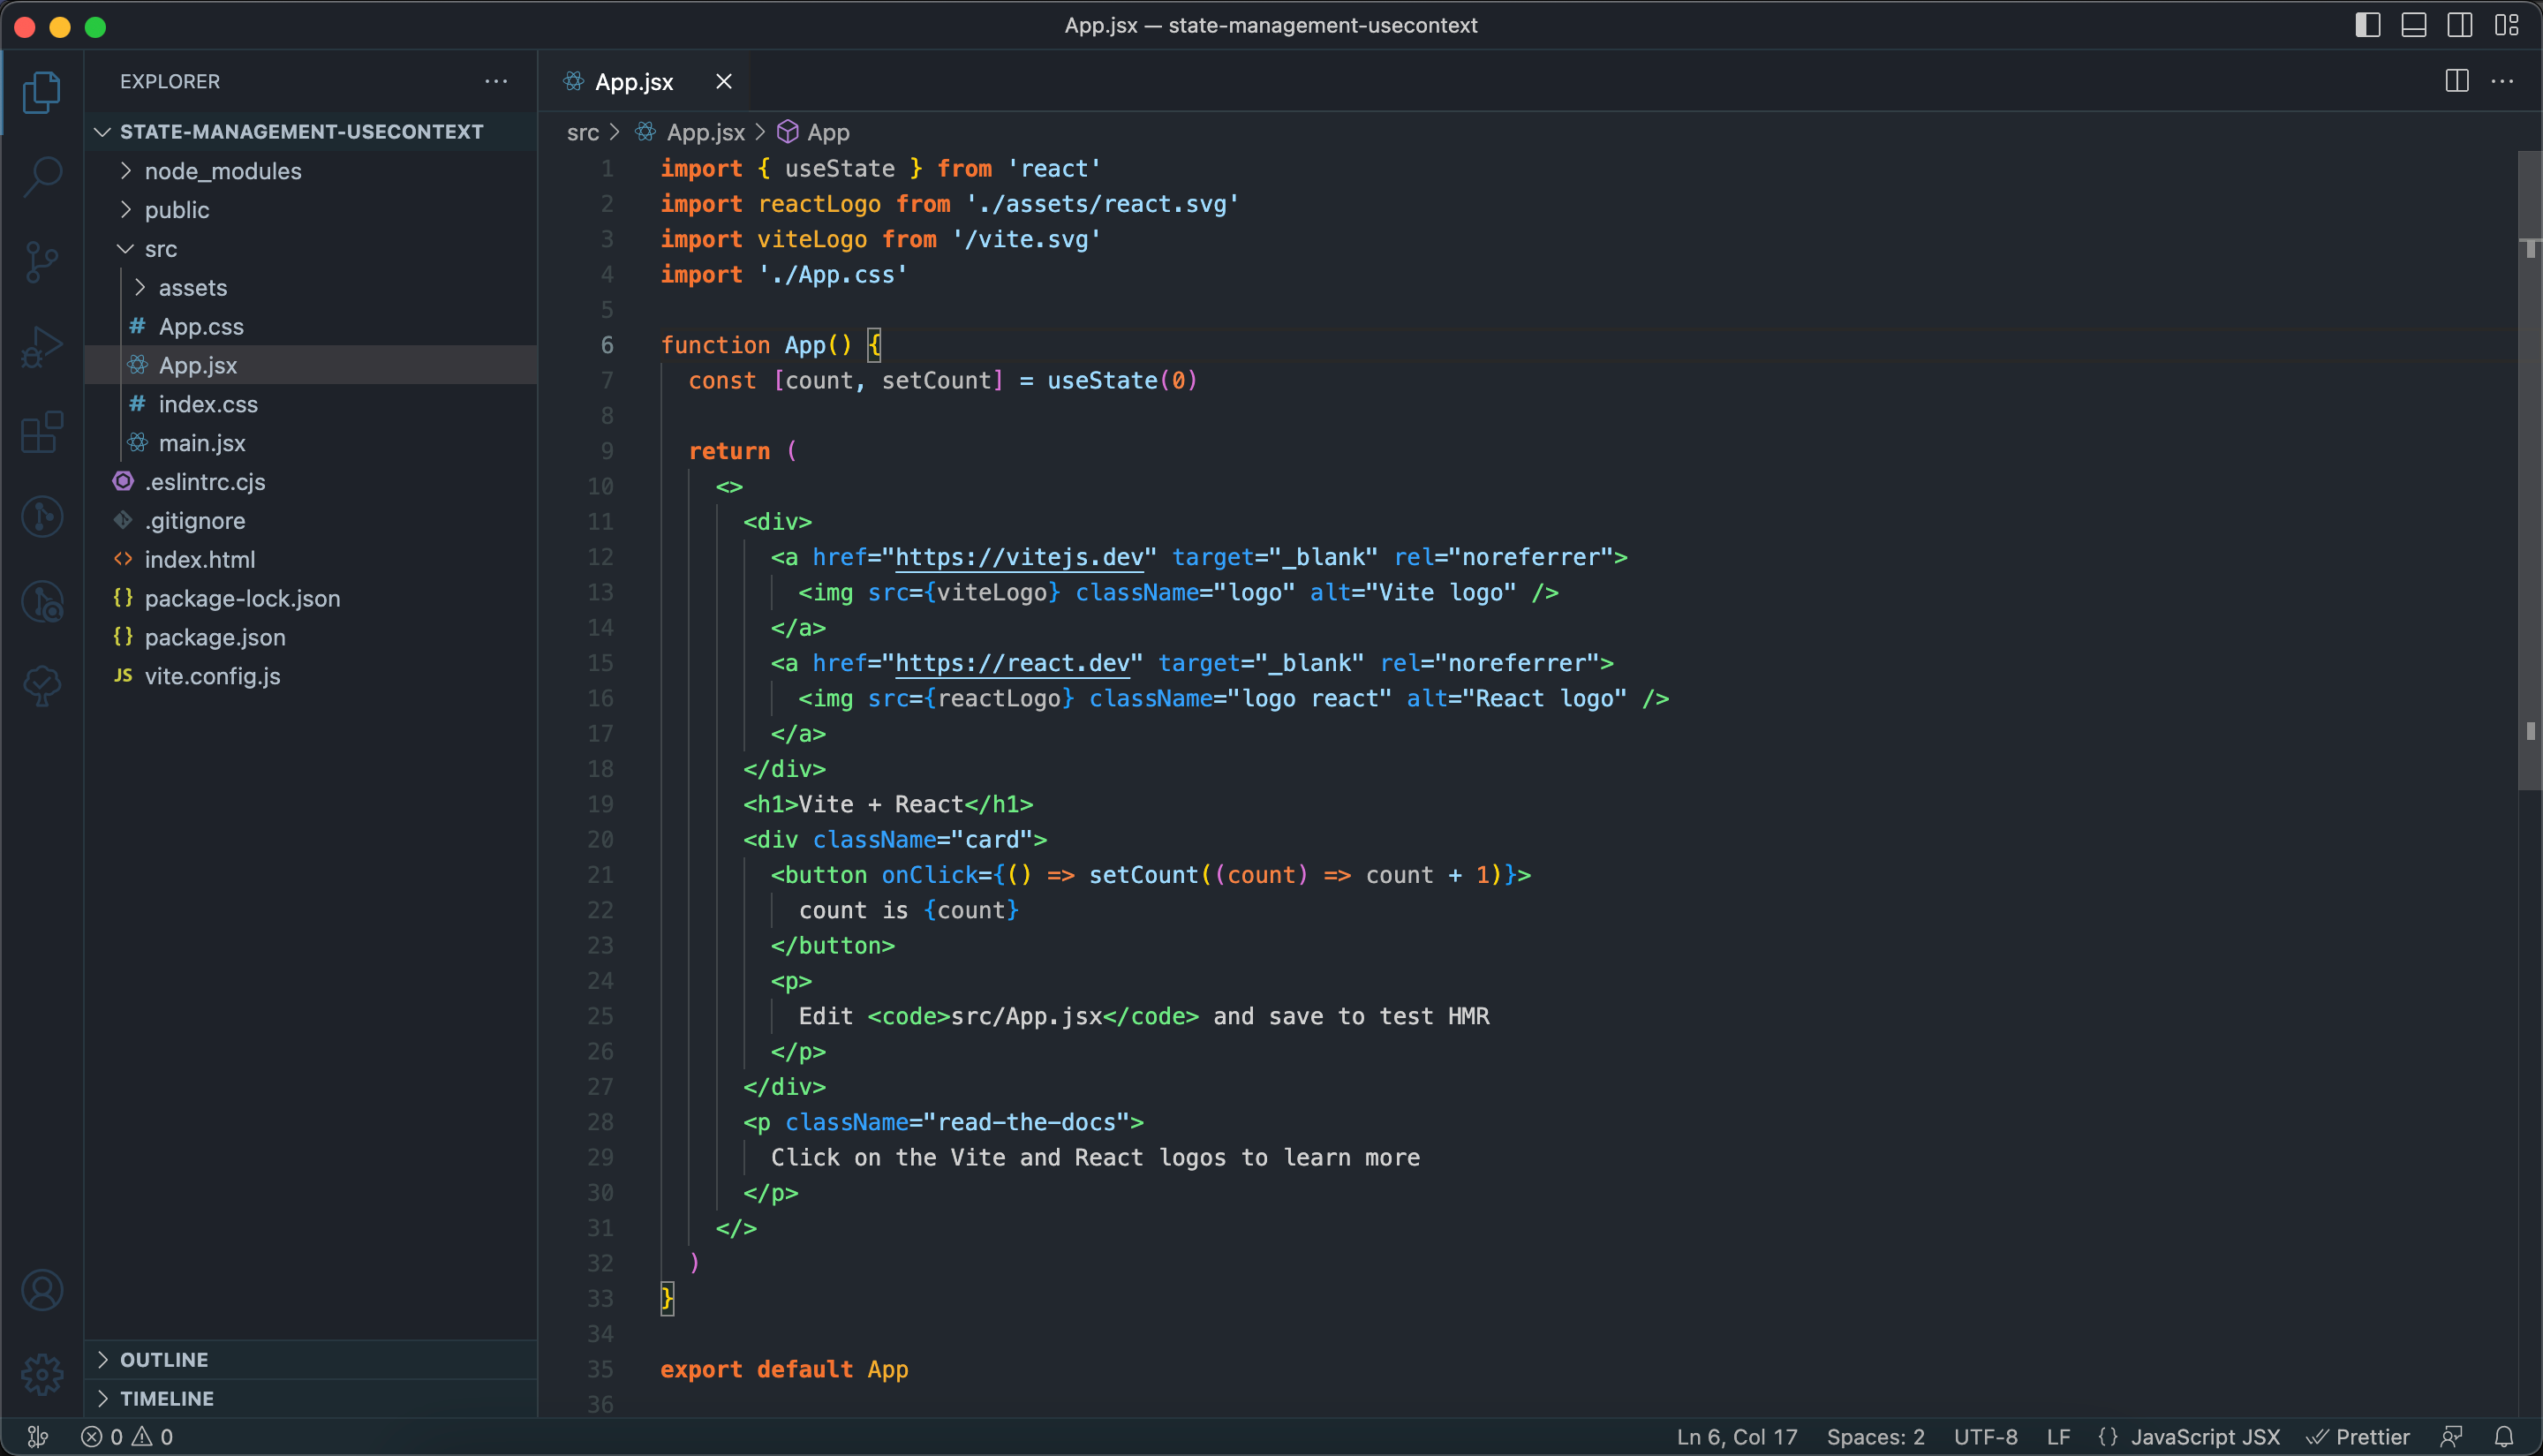 App.jsx — state-management-usecontext
EXPLORER
STATE-MANAGEMENT-USECONTEXT
node_modules
public
src
assets
# App.css
App.jsx
# index.css
main.jsx
.eslintrc.cjs
.gitignore
<> index.html
{} package-lock.json
{} package.json
JS vite.config.js
OUTLINE
TIMELINE
App.jsx
src > App.jsx > App
1 import { useState } from 'react'
2 import reactLogo from './assets/react.svg'
3 import viteLogo from '/vite.svg'
4 import './App.css'
5
6 function App() {
7   const [count, setCount] = useState(0)
8
9   return (
10     <>
11       <div>
12         <a href="https://vitejs.dev" target="_blank" rel="noreferrer">
13           <img src={viteLogo} className="logo" alt="Vite logo" />
14         </a>
15         <a href="https://react.dev" target="_blank" rel="noreferrer">
16           <img src={reactLogo} className="logo react" alt="React logo" />
17         </a>
18       </div>
19       <h1>Vite + React</h1>
20       <div className="card">
21         <button onClick={() => setCount((count) => count + 1)}>
22           count is {count}
23         </button>
24         <p>
25           Edit <code>src/App.jsx</code> and save to test HMR
26         </p>
27       </div>
28       <p className="read-the-docs">
29         Click on the Vite and React logos to learn more
30       </p>
31     </>
32   )
33 }
34
35 export default App
36
0 0
Ln 6, Col 17 Spaces: 2 UTF-8 LF {} JavaScript JSX Prettier